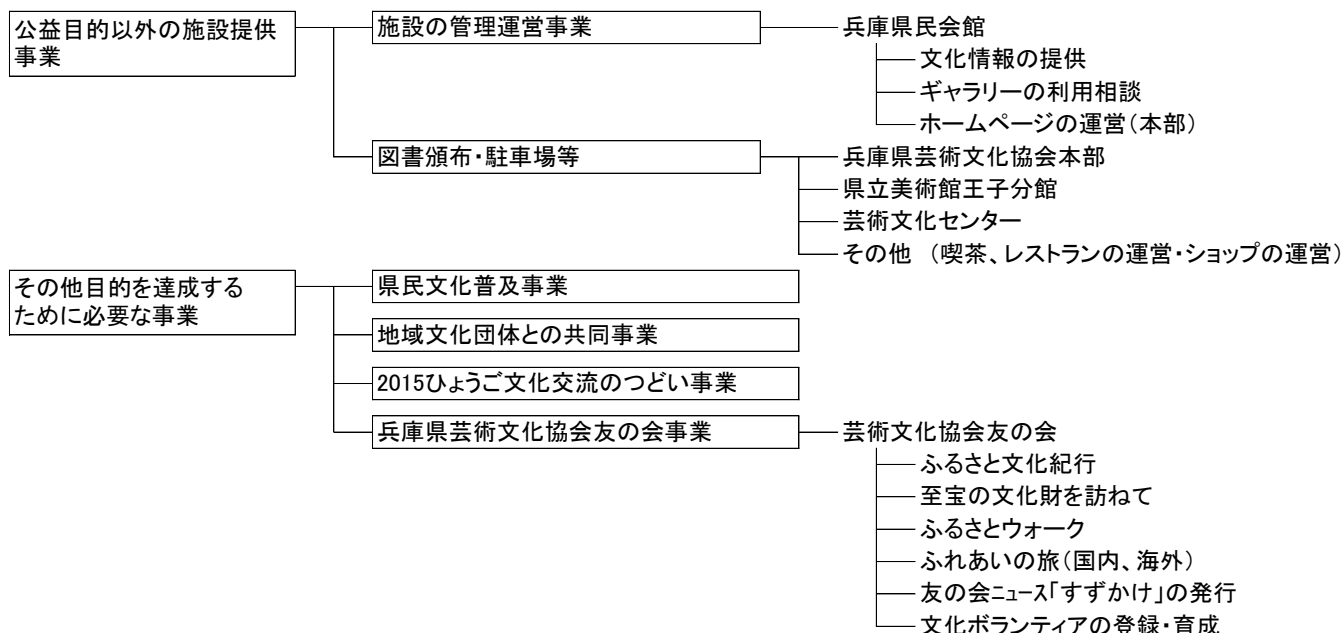 公益目的以外の施設提供
事業
施設の管理運営事業
兵庫県民会館
文化情報の提供
ギャラリーの利用相談
ホームページの運営(本部)
図書頒布・駐車場等
兵庫県芸術文化協会本部
県立美術館王子分館
芸術文化センター
その他 (喫茶、レストランの運営・ショップの運営)
その他目的を達成する
ために必要な事業
県民文化普及事業
地域文化団体との共同事業
2015ひょうご文化交流のつどい事業
兵庫県芸術文化協会友の会事業
芸術文化協会友の会
ふるさと文化紀行
至宝の文化財を訪ねて
ふるさとウォーク
ふれあいの旅(国内、海外)
友の会ニュース「すずかけ」の発行
文化ボランティアの登録・育成